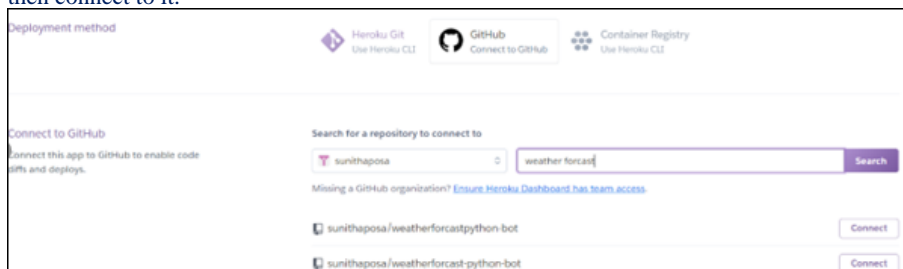 then connect to it.
Deployment method
Heroku Git
Use Heroku CLI
GitHub
Connect to GitHub
Container Registry
Use Heroku CLI
Connect to GitHub
Connect this app to GitHub to enable code
diffs and deploys.
Search for a repository to connect to
sunithaposa
weather forcast
Search
Missing a GitHub organization? Ensure Heroku Dashboard has team access.
sunithaposa/weatherforcastpython-bot
Connect
sunithaposa/weatherforcast-python-bot
Connect